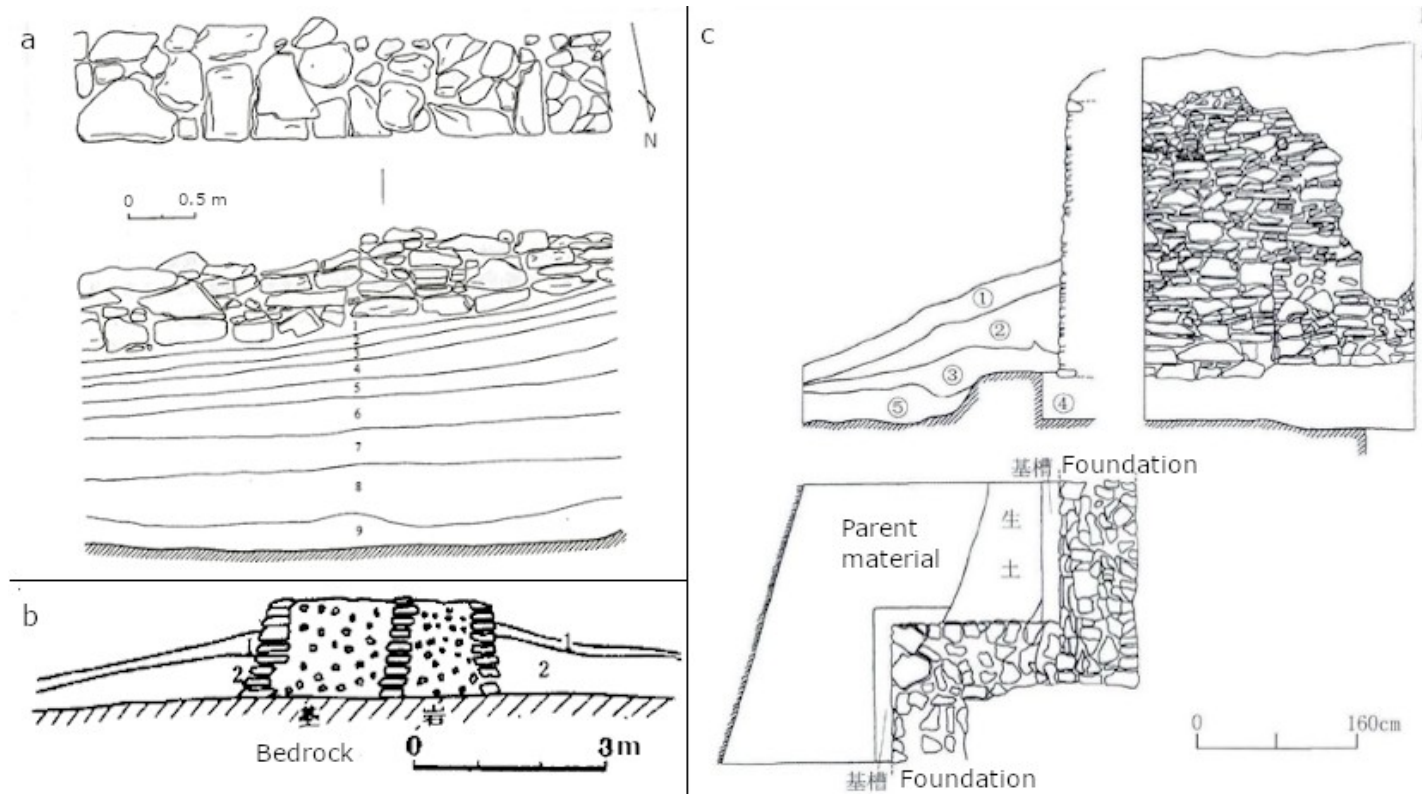 a
N
0 0.5 m
1
2
3
4
5
6
7
8
9
b
1 1
2 2
基岩
Bedrock
0 3m
c
①
②
③
④
⑤
基槽 Foundation
生土
Parent
material
0 160cm
基槽 Foundation